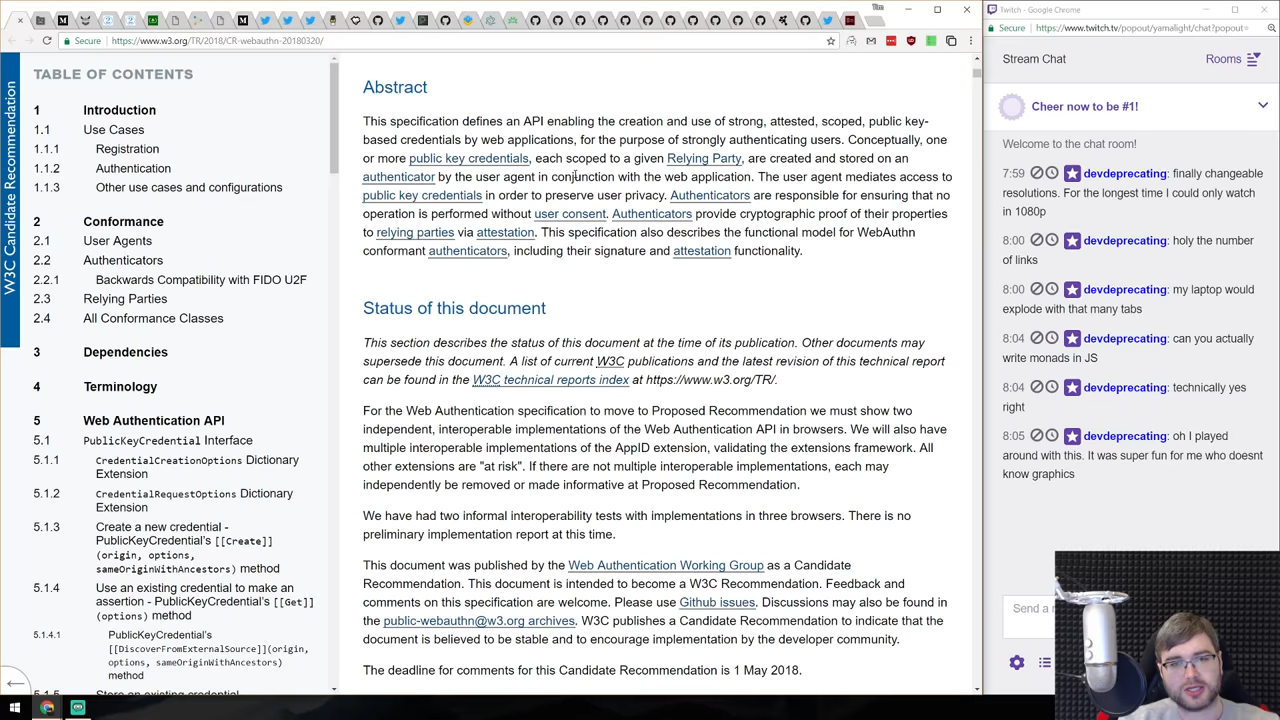 Tim
Secure
https://www.w3.org/TR/2018/CR-webauthn-20180320/
W3C Candidate Recommendation
TABLE OF CONTENTS
1 Introduction
1.1 Use Cases
1.1.1 Registration
1.1.2 Authentication
1.1.3 Other use cases and configurations
2 Conformance
2.1 User Agents
2.2 Authenticators
2.2.1 Backwards Compatibility with FIDO U2F
2.3 Relying Parties
2.4 All Conformance Classes
3 Dependencies
4 Terminology
5 Web Authentication API
5.1 PublicKeyCredential Interface
5.1.1 CredentialCreationOptions Dictionary
Extension
5.1.2 CredentialRequestOptions Dictionary
Extension
5.1.3 Create a new credential -
PublicKeyCredential's [[Create]]
(origin, options,
sameOriginWithAncestors) method
5.1.4 Use an existing credential to make an
assertion - PublicKeyCredential's [[Get]]
(options) method
5.1.4.1 PublicKeyCredential's
[[DiscoverFromExternalSource]](origin,
options, sameOriginWithAncestors)
method
5.1.5 Store an existing credential
Abstract
This specification defines an API enabling the creation and use of strong, attested, scoped, public key-
based credentials by web applications, for the purpose of strongly authenticating users. Conceptually, one
or more public key credentials, each scoped to a given Relying Party, are created and stored on an
authenticator by the user agent in conjunction with the web application. The user agent mediates access to
public key credentials in order to preserve user privacy. Authenticators are responsible for ensuring that no
operation is performed without user consent. Authenticators provide cryptographic proof of their properties
to relying parties via attestation. This specification also describes the functional model for WebAuthn
conformant authenticators, including their signature and attestation functionality.
Status of this document
This section describes the status of this document at the time of its publication. Other documents may
supersede this document. A list of current W3C publications and the latest revision of this technical report
can be found in the W3C technical reports index at https://www.w3.org/TR/.
For the Web Authentication specification to move to Proposed Recommendation we must show two
independent, interoperable implementations of the Web Authentication API in browsers. We will also have
multiple interoperable implementations of the AppID extension, validating the extensions framework. All
other extensions are "at risk". If there are not multiple interoperable implementations, each may
independently be removed or made informative at Proposed Recommendation.
We have had two informal interoperability tests with implementations in three browsers. There is no
preliminary implementation report at this time.
This document was published by the Web Authentication Working Group as a Candidate
Recommendation. This document is intended to become a W3C Recommendation. Feedback and
comments on this specification are welcome. Please use Github issues. Discussions may also be found in
the public-webauthn@w3.org archives. W3C publishes a Candidate Recommendation to indicate that the
document is believed to be stable and to encourage implementation by the developer community.
The deadline for comments for this Candidate Recommendation is 1 May 2018.
Twitch - Google Chrome
Secure
https://www.twitch.tv/popout/yamalight/chat?popout=
Stream Chat
Rooms
Cheer now to be #1!
Welcome to the chat room!
7:59 devdeprecating: finally changeable
resolutions. For the longest time I could only watch
in 1080p
8:00 devdeprecating: holy the number
of links
8:00 devdeprecating: my laptop would
explode with that many tabs
8:04 devdeprecating: can you actually
write monads in JS
8:04 devdeprecating: technically yes
right
8:05 devdeprecating: oh I played
around with this. It was super fun for me who doesnt
know graphics
Send a